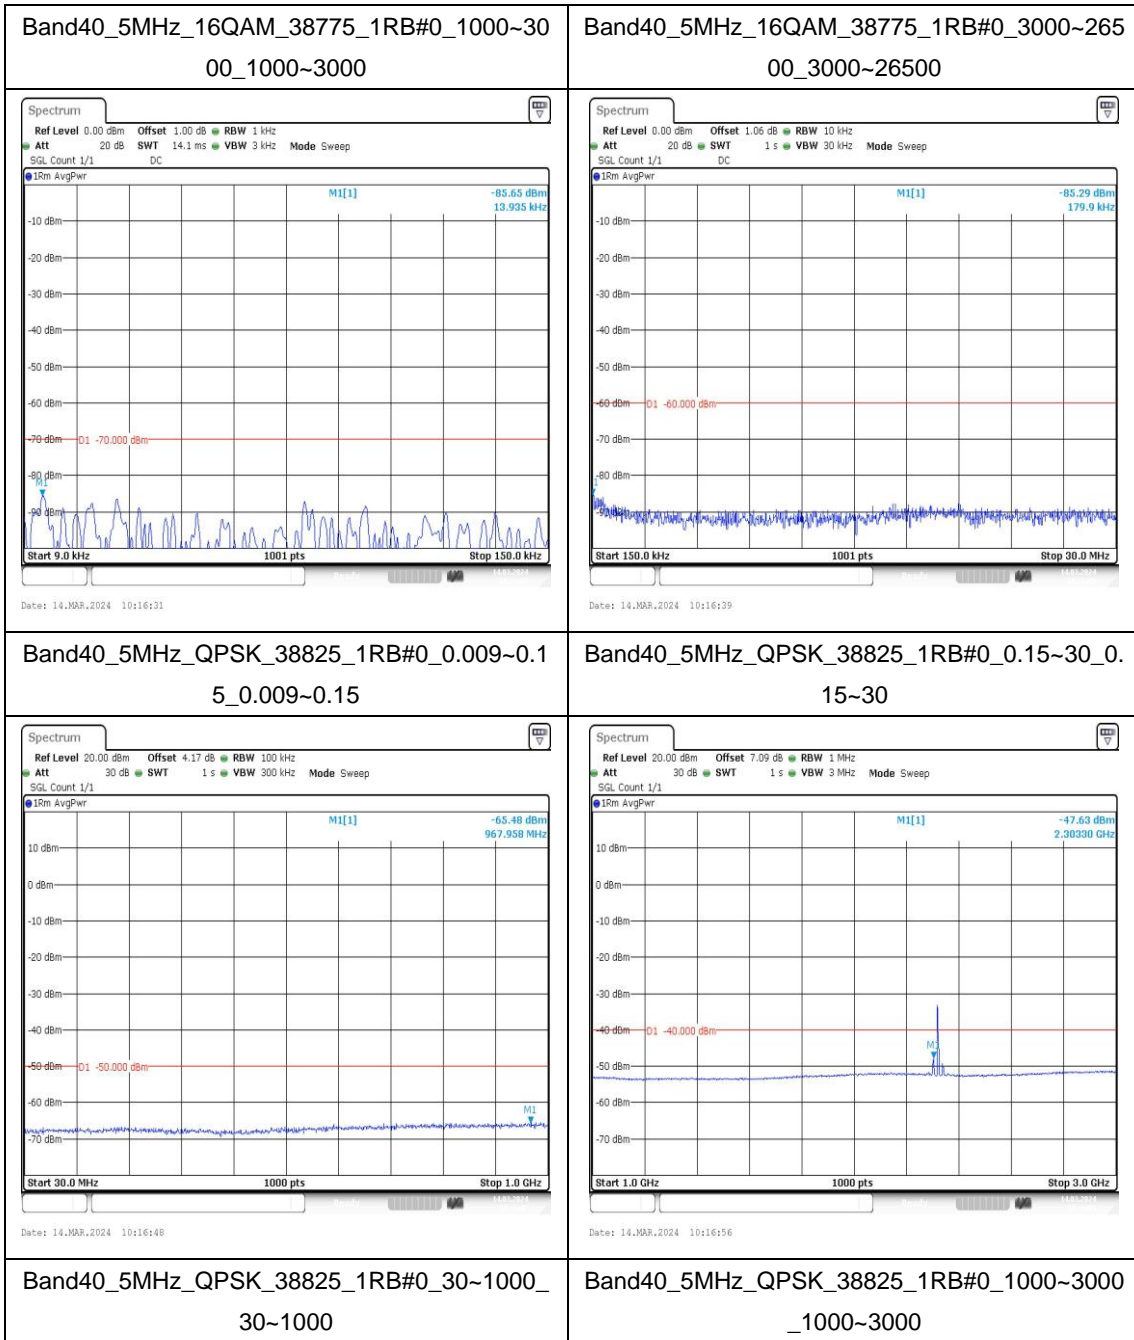 Band40_5MHz_16QAM_38775_1RB#0_1000~30
00_1000~3000
Band40_5MHz_16QAM_38775_1RB#0_3000~265
00_3000~26500
Spectrum
Ref Level 0.00 dBm Offset 1.00 dB RBW 1 kHz
Att 20 dB SWT 14.1 ms VBW 3 kHz Mode Sweep
SGL Count 1/1 DC
1Rm AvgPwr
M1[1] -85.65 dBm
13.935 kHz
-10 dBm
-20 dBm
-30 dBm
-40 dBm
-50 dBm
-60 dBm
-70 dBm D1 -70.000 dBm
-80 dBm
M1
-90 dBm
Start 9.0 kHz 1001 pts Stop 150.0 kHz
Date: 14.MAR.2024 10:16:31
Spectrum
Ref Level 0.00 dBm Offset 1.06 dB RBW 10 kHz
Att 20 dB SWT 1 s VBW 30 kHz Mode Sweep
SGL Count 1/1 DC
1Rm AvgPwr
M1[1] -85.29 dBm
179.9 kHz
-10 dBm
-20 dBm
-30 dBm
-40 dBm
-50 dBm
-60 dBm D1 -60.000 dBm
-70 dBm
-80 dBm
-90 dBm
Start 150.0 kHz 1001 pts Stop 30.0 MHz
Date: 14.MAR.2024 10:16:39
Band40_5MHz_QPSK_38825_1RB#0_0.009~0.1
5_0.009~0.15
Band40_5MHz_QPSK_38825_1RB#0_0.15~30_0.
15~30
Spectrum
Ref Level 20.00 dBm Offset 4.17 dB RBW 100 kHz
Att 30 dB SWT 1 s VBW 300 kHz Mode Sweep
SGL Count 1/1
1Rm AvgPwr
M1[1] -65.48 dBm
967.958 MHz
10 dBm
0 dBm
-10 dBm
-20 dBm
-30 dBm
-40 dBm
-50 dBm D1 -50.000 dBm
-60 dBm
M1
-70 dBm
Start 30.0 MHz 1000 pts Stop 1.0 GHz
Date: 14.MAR.2024 10:16:48
Spectrum
Ref Level 20.00 dBm Offset 7.09 dB RBW 1 MHz
Att 30 dB SWT 1 s VBW 3 MHz Mode Sweep
SGL Count 1/1
1Rm AvgPwr
M1[1] -47.63 dBm
2.30330 GHz
10 dBm
0 dBm
-10 dBm
-20 dBm
-30 dBm
-40 dBm D1 -40.000 dBm
M1
-50 dBm
-60 dBm
-70 dBm
Start 1.0 GHz 1000 pts Stop 3.0 GHz
Date: 14.MAR.2024 10:16:56
Band40_5MHz_QPSK_38825_1RB#0_30~1000_
30~1000
Band40_5MHz_QPSK_38825_1RB#0_1000~3000
_1000~3000